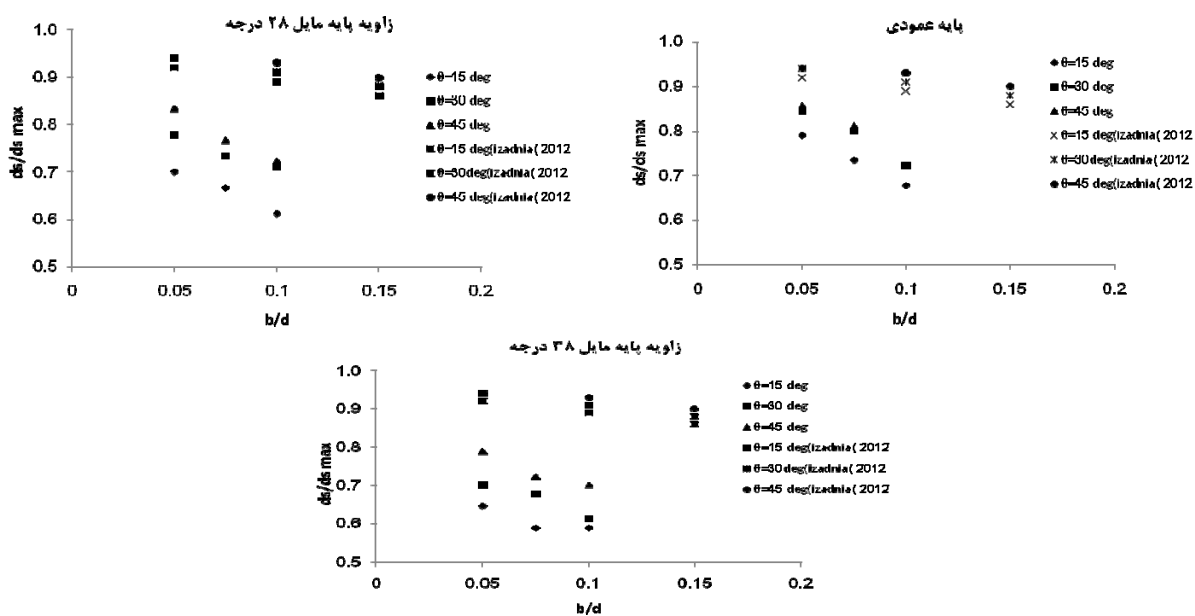 زاویه پایه مایل ۲۸ درجه
ds/ds max
1.0
0.9
0.8
0.7
0.6
0.5
0
0.05
0.1
0.15
0.2
b/d
θ=15 deg
θ=30 deg
θ=45 deg
θ=15 deg(izadnia( 2012
θ=30deg(izadnia( 2012
θ=45 deg(izadnia( 2012
پایه عمودی
ds/ds max
1.0
0.9
0.8
0.7
0.6
0.5
0
0.05
0.1
0.15
0.2
b/d
θ=15 deg
θ=30 deg
θ=45 deg
θ=15 deg(izadnia( 2012
θ=30deg(izadnia( 2012
θ=45 deg(izadnia( 2012
زاویه پایه مایل ۳۸ درجه
ds/ds max
1.0
0.9
0.8
0.7
0.6
0.5
0
0.05
0.1
0.15
0.2
b/d
θ=15 deg
θ=30 deg
θ=45 deg
θ=15 deg(izadnia( 2012
θ=30deg(izadnia( 2012
θ=45 deg(izadnia( 2012